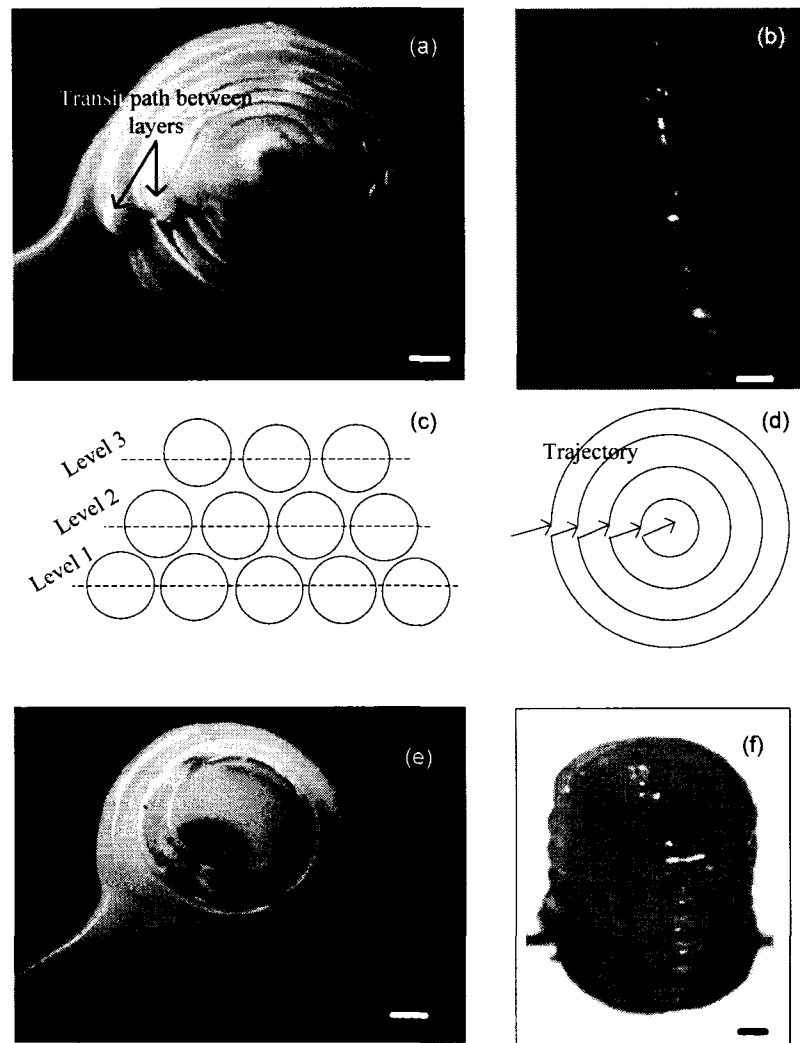 (a)
Transit path between
layers
(b)
(c)
Level 3
Level 2
Level 1
(d)
Trajectory
(e)
(f)